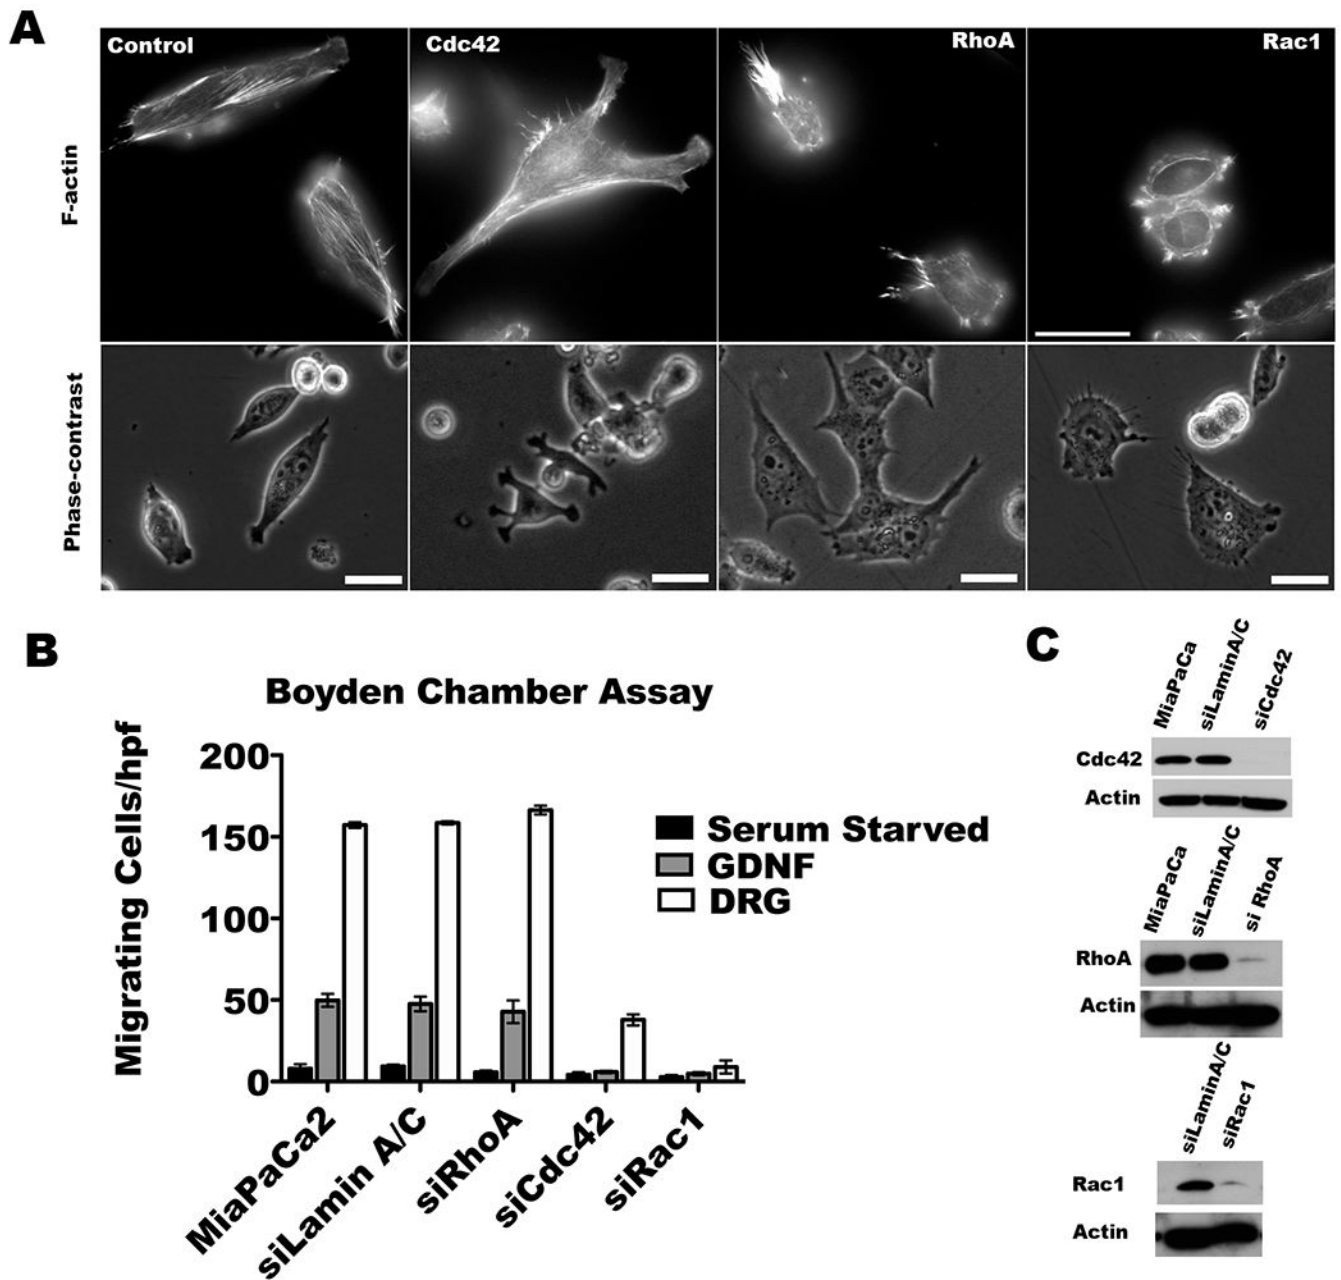 A
Control
Cdc42
RhoA
Rac1
F-actin
Phase-contrast
B
Boyden Chamber Assay
Migrating Cells/hpf
200
150
100
50
0
Serum Starved
GDNF
DRG
MiaPaCa2
siLamin A/C
siRhoA
siCdc42
siRac1
C
MiaPaCa
siLaminA/C
siCdc42
Cdc42
Actin
MiaPaCa
siLaminA/C
si RhoA
RhoA
Actin
siLaminA/C
siRac1
Rac1
Actin